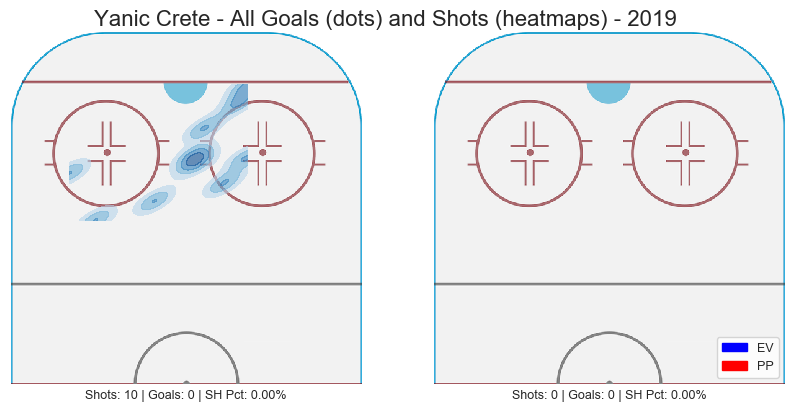 Yanic Crete - All Goals (dots) and Shots (heatmaps) - 2019
EV
PP
Shots: 10 | Goals: 0 | SH Pct: 0.00%
Shots: 0 | Goals: 0 | SH Pct: 0.00%